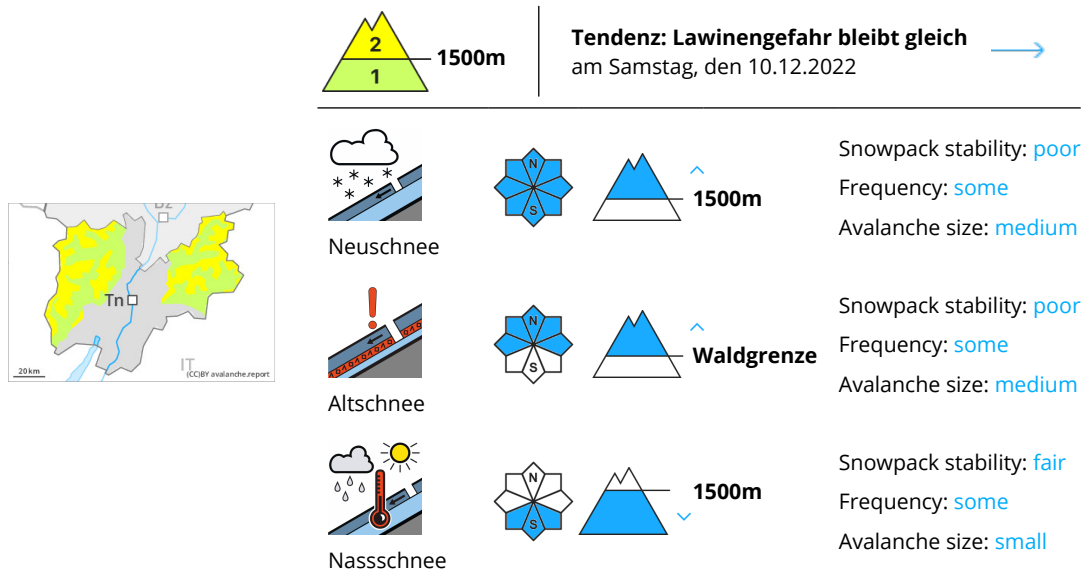 2
1
1500m
Tendenz: Lawinengefahr bleibt gleich
am Samstag, den 10.12.2022
BZ
Tn
IT
20 km
(CC)BY avalanche.report
N
S
1500m
Neuschnee
Snowpack stability: poor
Frequency: some
Avalanche size: medium
N
S
Waldgrenze
Altschnee
Snowpack stability: poor
Frequency: some
Avalanche size: medium
N
S
1500m
Nassschnee
Snowpack stability: fair
Frequency: some
Avalanche size: small